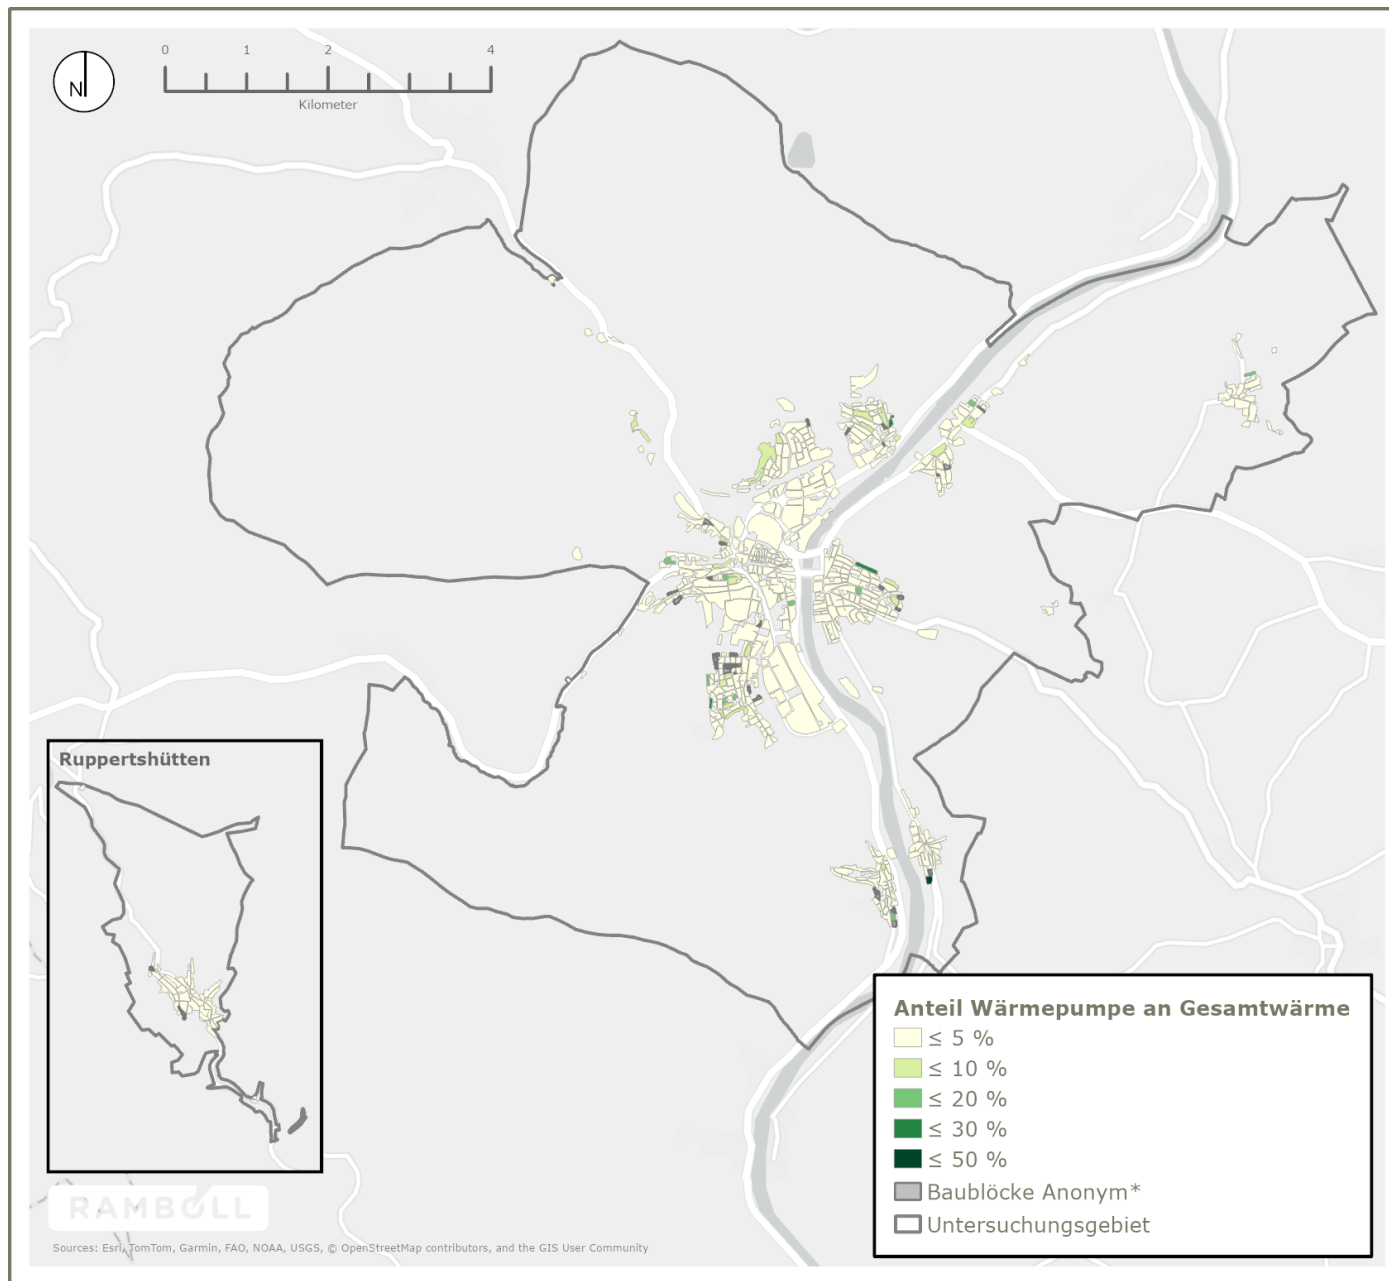 0 1 2 4
Kilometer
N
Ruppertshütten
Anteil Wärmepumpe an Gesamtwärme
≤ 5 %
≤ 10 %
≤ 20 %
≤ 30 %
≤ 50 %
Baublöcke Anonym*
Untersuchungsgebiet
RAMBOLL
Sources: Esri, TomTom, Garmin, FAO, NOAA, USGS, © OpenStreetMap contributors, and the GIS User Community